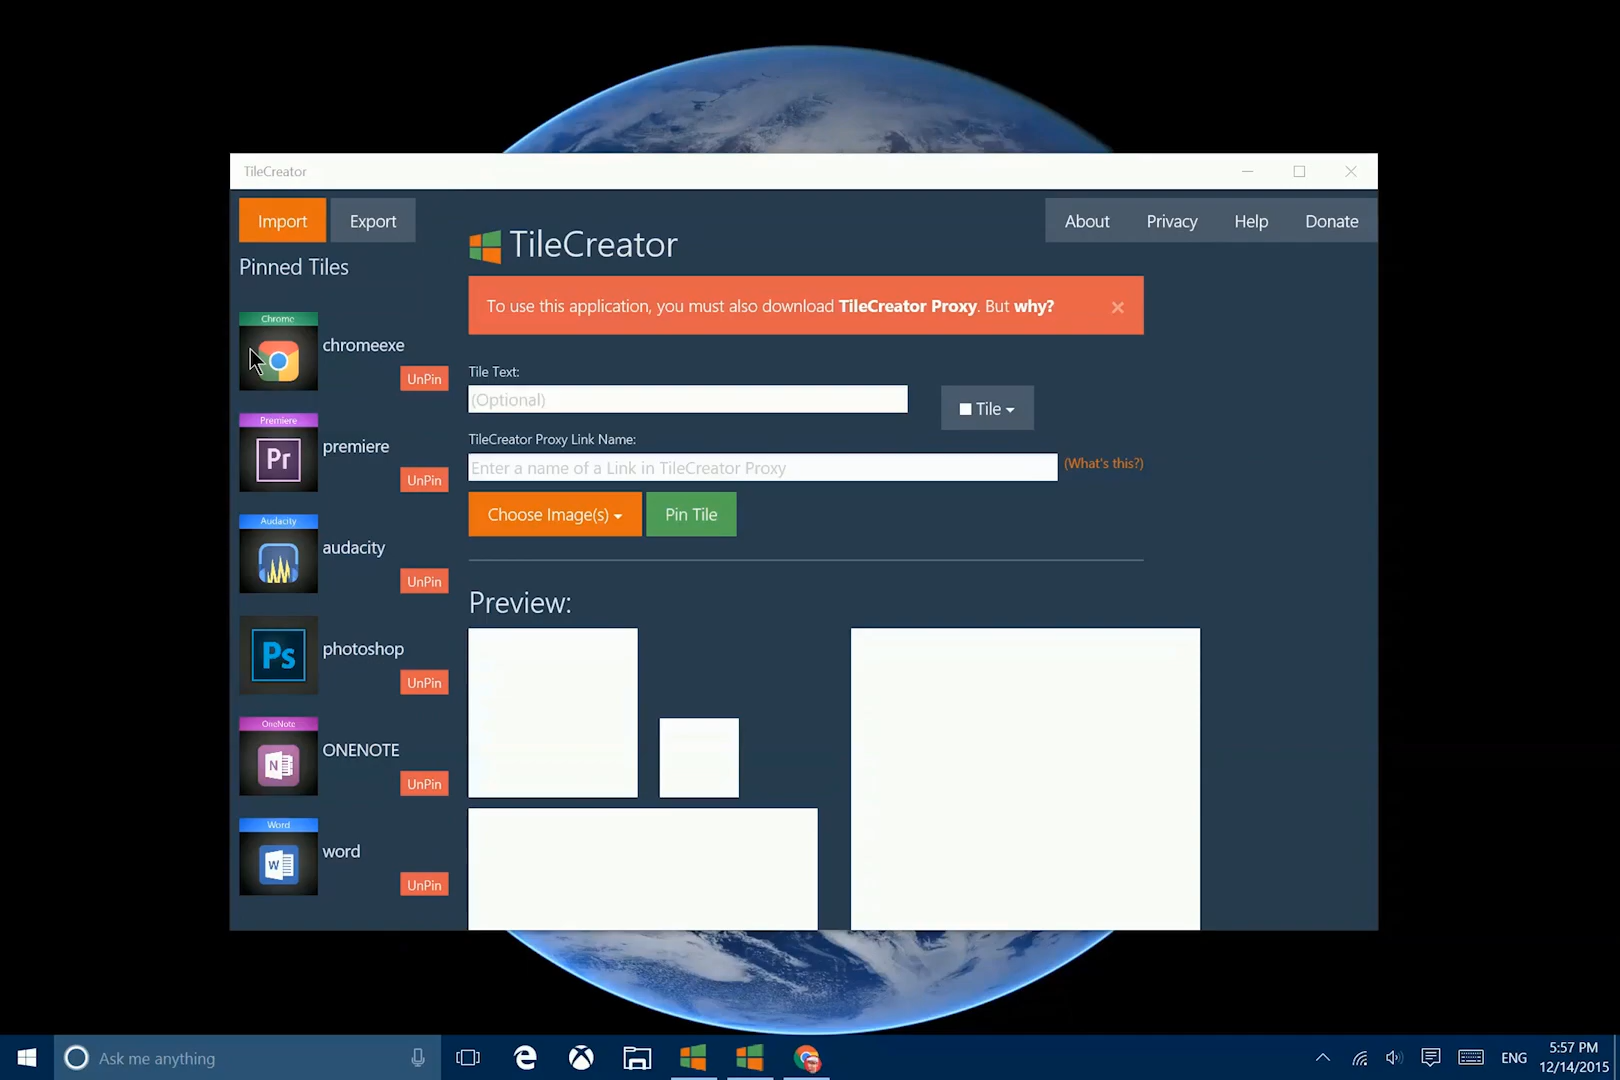 TileCreator
Import
Export
About
Privacy
Help
Donate
Pinned Tiles
TileCreator
To use this application, you must also download TileCreator Proxy. But why?
Chrome
chromeexe
UnPin
Premiere
Pr
premiere
UnPin
Audacity
audacity
UnPin
Ps
photoshop
UnPin
OneNote
N
ONENOTE
UnPin
Word
W
word
UnPin
Tile Text:
(Optional)
Tile
TileCreator Proxy Link Name:
Enter a name of a Link in TileCreator Proxy
(What's this?)
Choose Image(s)
Pin Tile
Preview:
Ask me anything
ENG
5:57 PM
12/14/2015